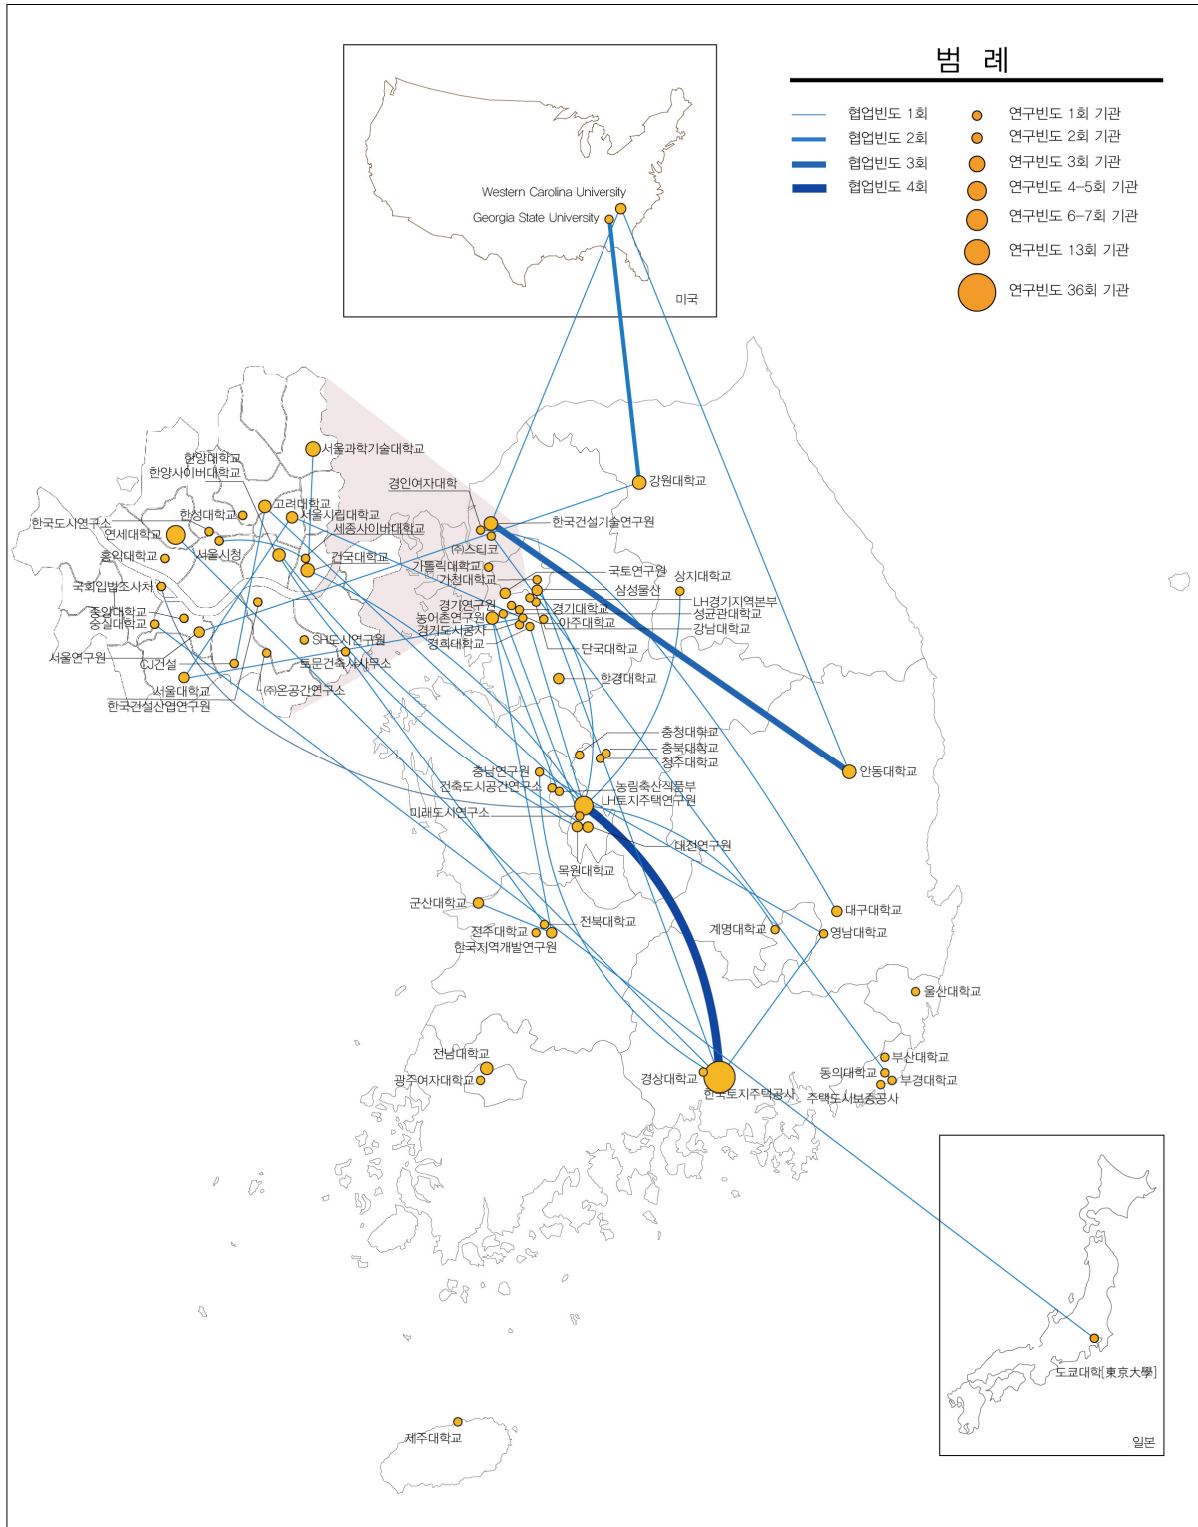 범 례
협업빈도 1회
협업빈도 2회
협업빈도 3회
협업빈도 4회
연구빈도 1회 기관
연구빈도 2회 기관
연구빈도 3회 기관
연구빈도 4–5회 기관
연구빈도 6–7회 기관
연구빈도 13회 기관
연구빈도 36회 기관
Western Carolina University
Georgia State University
미국
서울과학기술대학교
한양대학교
한양사이버대학교
고려대학교
한성대학교
서울시립대학교
한국도시연구소
세종사이버대학교
연세대학교
서울시청
건국대학교
홍익대학교
국회입법조사처
중앙대학교
숭실대학교
SH도시연구원
서울연구원
CJ건설
토문건축사사무소
서울대학교
㈜온공간연구소
한국건설산업연구원
경인여자대학
강원대학교
한국건설기술연구원
㈜스티코
가톨릭대학교
국토연구원
가천대학교
상지대학교
삼성물산
경기연구원
LH경기지역본부
경기대학교
성균관대학교
농어촌연구원
아주대학교
강남대학교
경기도시공사
경희대학교
단국대학교
한경대학교
충청대학교
충북대학교
청주대학교
충남연구원
안동대학교
건축도시공간연구소
농림축산식품부
LH토지주택연구원
미래도시연구소
대전연구원
목원대학교
군산대학교
대구대학교
전북대학교
전주대학교
계명대학교
영남대학교
한국지역개발연구원
울산대학교
전남대학교
부산대학교
광주여자대학교
경상대학교
동의대학교
부경대학교
한국토지주택공사
주택도시보증공사
도쿄대학[東京大學]
일본
제주대학교